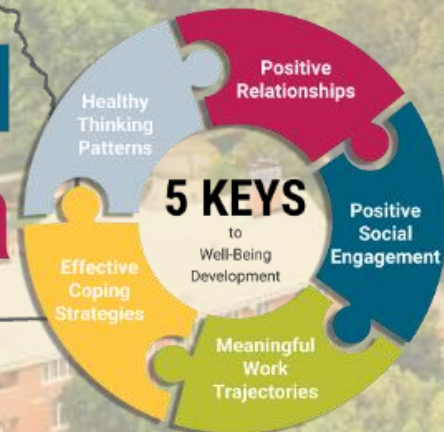 5 KEYS
to
Well-Being
Development
Positive
Relationships
Positive
Social
Engagement
Meaningful
Work
Trajectories
Effective
Coping
Strategies
Healthy
Thinking
Patterns